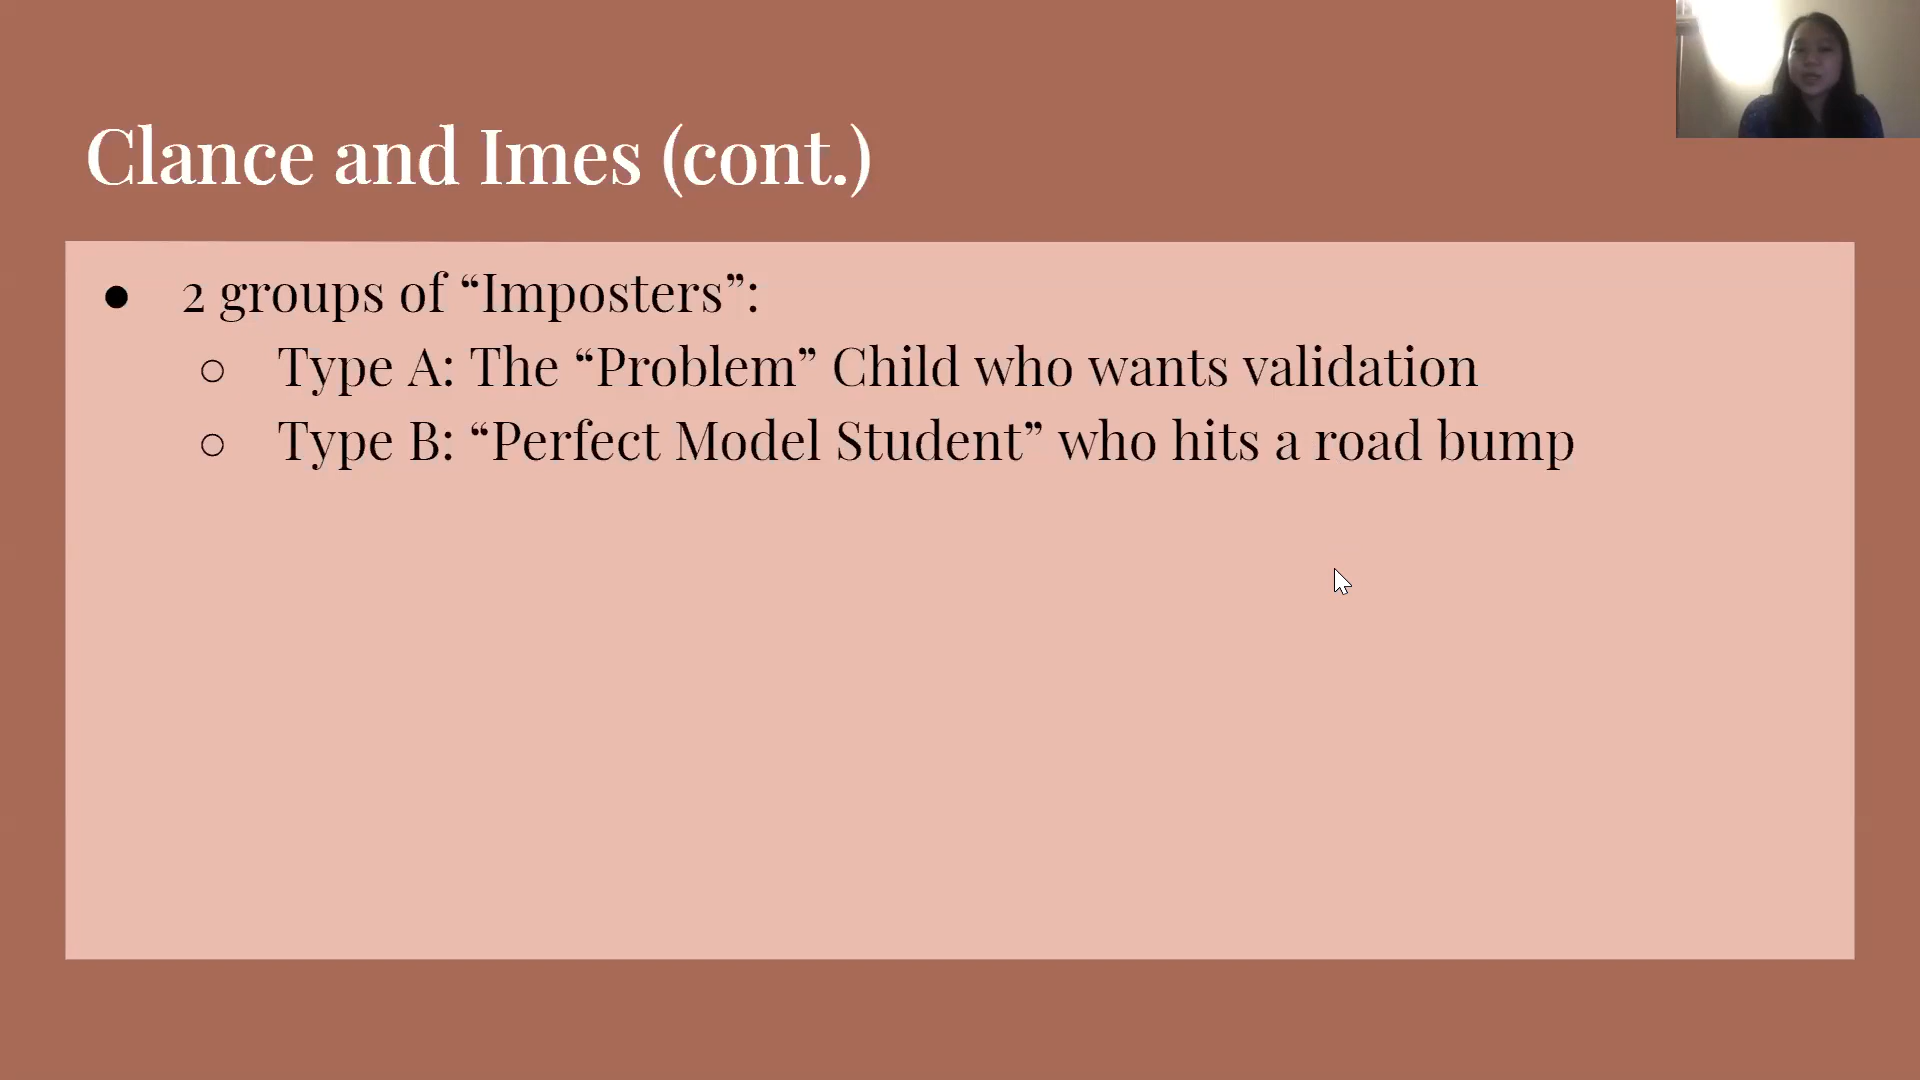 Clance and Imes (cont.)
● 2 groups of “Imposters”:
○ Type A: The “Problem” Child who wants validation
○ Type B: “Perfect Model Student” who hits a road bump